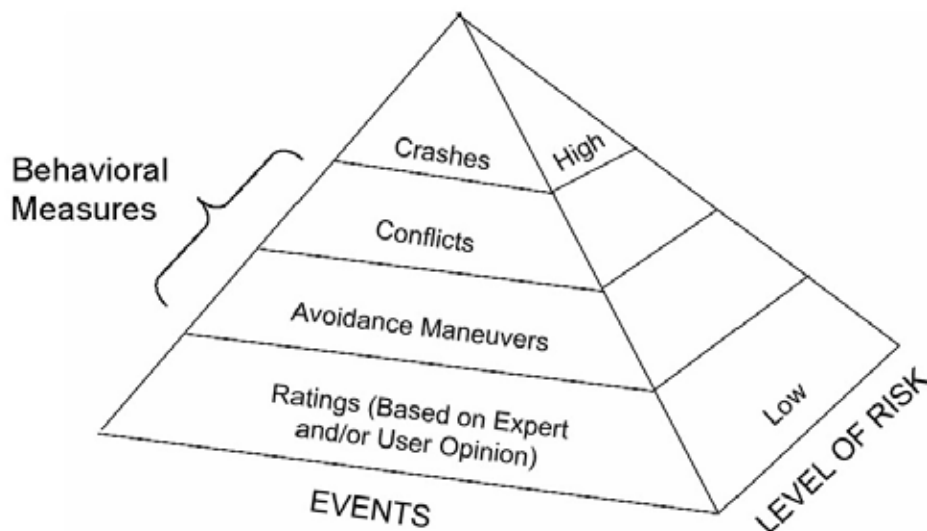 Behavioral
Measures
Crashes
High
Conflicts
Avoidance Maneuvers
Ratings (Based on Expert
and/or User Opinion)
Low
EVENTS
LEVEL OF RISK